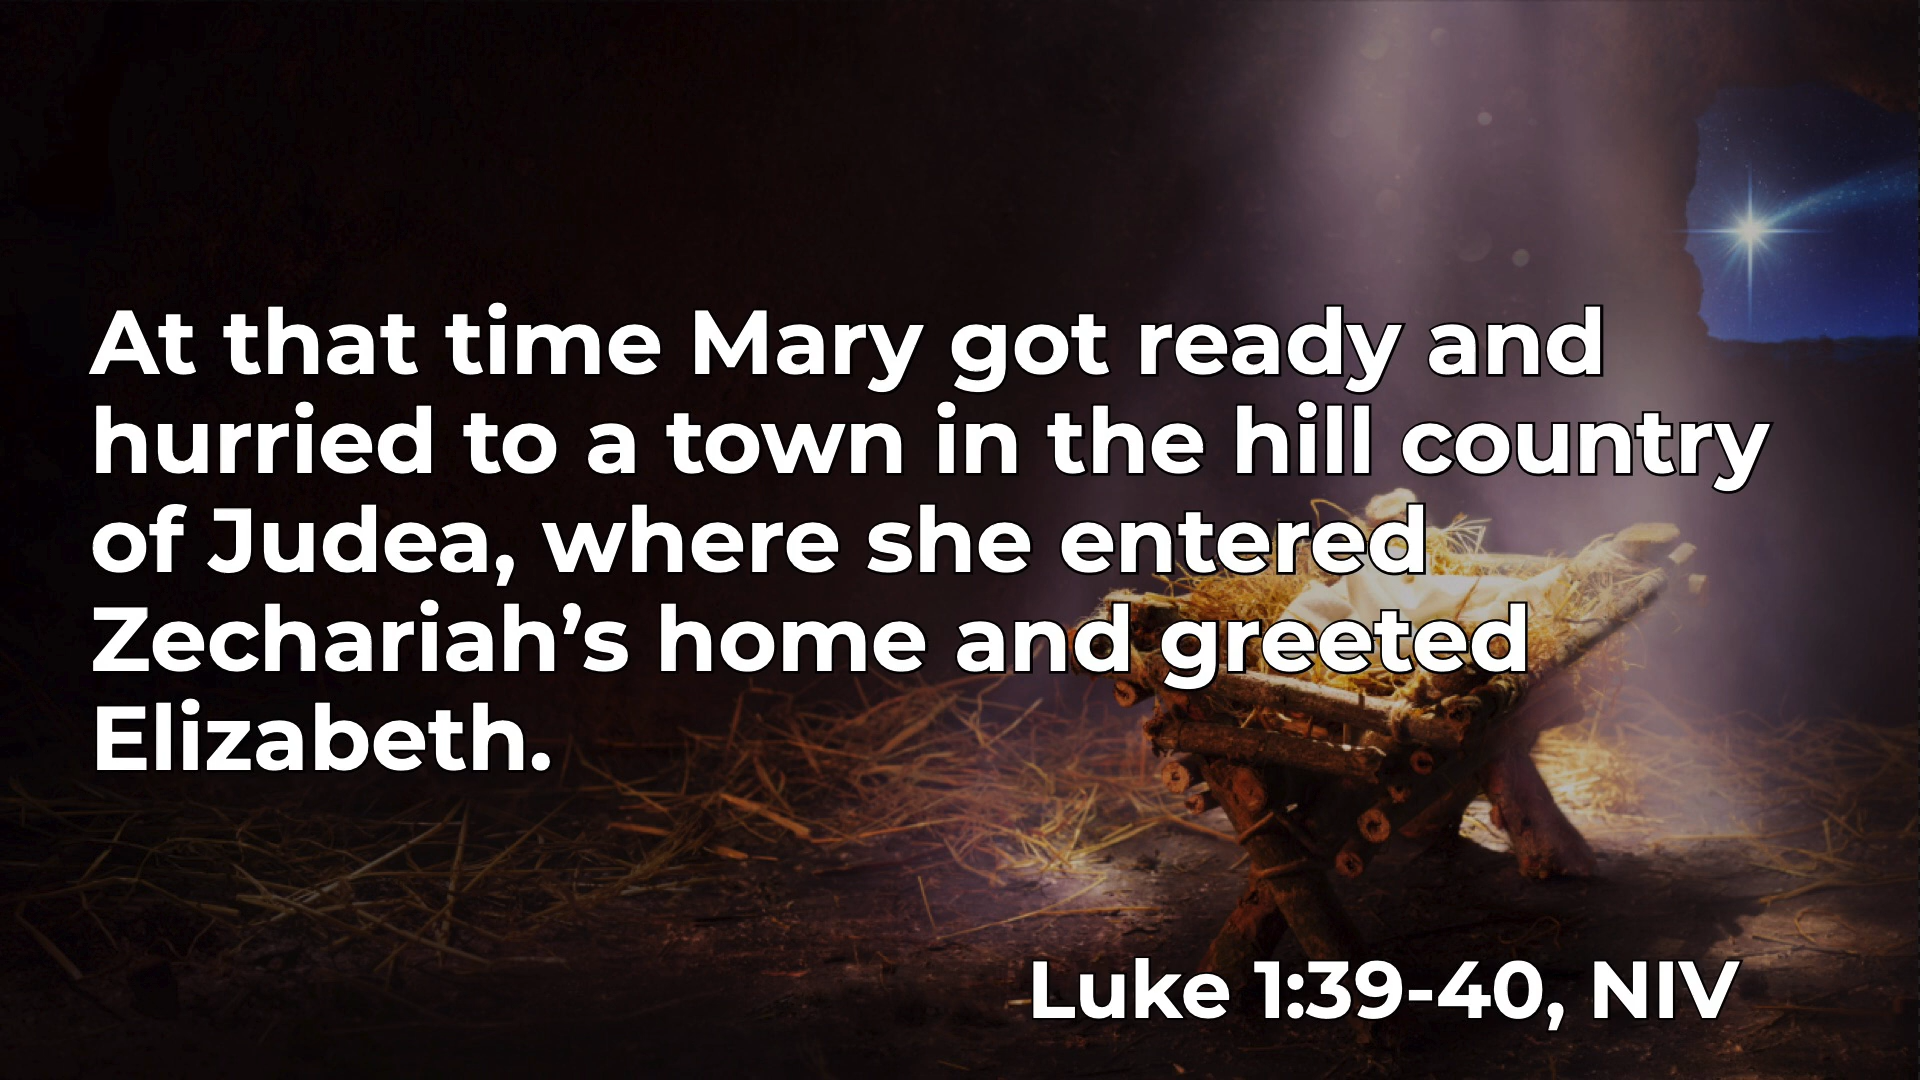 At that time Mary got ready and
hurried to a town in the hill country
of Judea, where she entered
Zechariah’s home and greeted
Elizabeth.
Luke 1:39-40, NIV